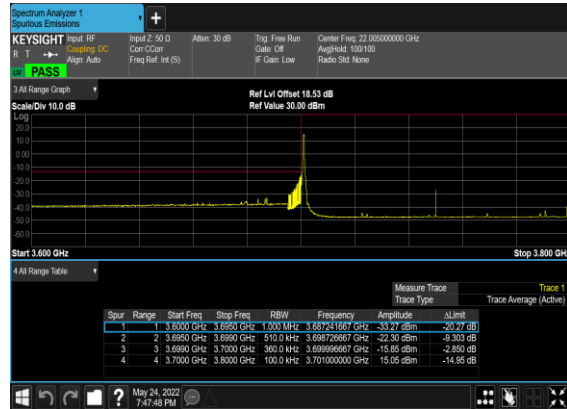 Spectrum Analyzer 1
Spurious Emissions
KEYSIGHT Input: RF Input Z: 50 Ω Atten: 30 dB Trig: Free Run Center Freq: 22.005000000 GHz
R T Coupling: DC Corr CCorr Gate: Off Avg|Hold: 100/100
Align: Auto Freq Ref: Int (S) IF Gain: Low Radio Std: None
PASS
3 All Range Graph
Ref Lvl Offset 18.53 dB
Scale/Div 10.0 dB Ref Value 30.00 dBm
Log
20.0
10.0
0.00
-10.0
-20.0
-30.0
-40.0
-50.0
-60.0
Start 3.600 GHz Stop 3.800 GH
4 All Range Table
Measure Trace Trace 1
Trace Type Trace Average (Active)
Spur Range Start Freq Stop Freq RBW Frequency Amplitude ΔLimit
1 1 3.6000 GHz 3.6950 GHz 1.000 MHz 3.687241667 GHz -33.27 dBm -20.27 dB
2 2 3.6950 GHz 3.6990 GHz 510.0 kHz 3.698726667 GHz -22.30 dBm -9.303 dB
3 3 3.6990 GHz 3.7000 GHz 360.0 kHz 3.699996667 GHz -15.85 dBm -2.850 dB
4 4 3.7000 GHz 3.8000 GHz 100.0 kHz 3.701000000 GHz 15.05 dBm -14.95 dB
? May 24, 2022
7:47:48 PM